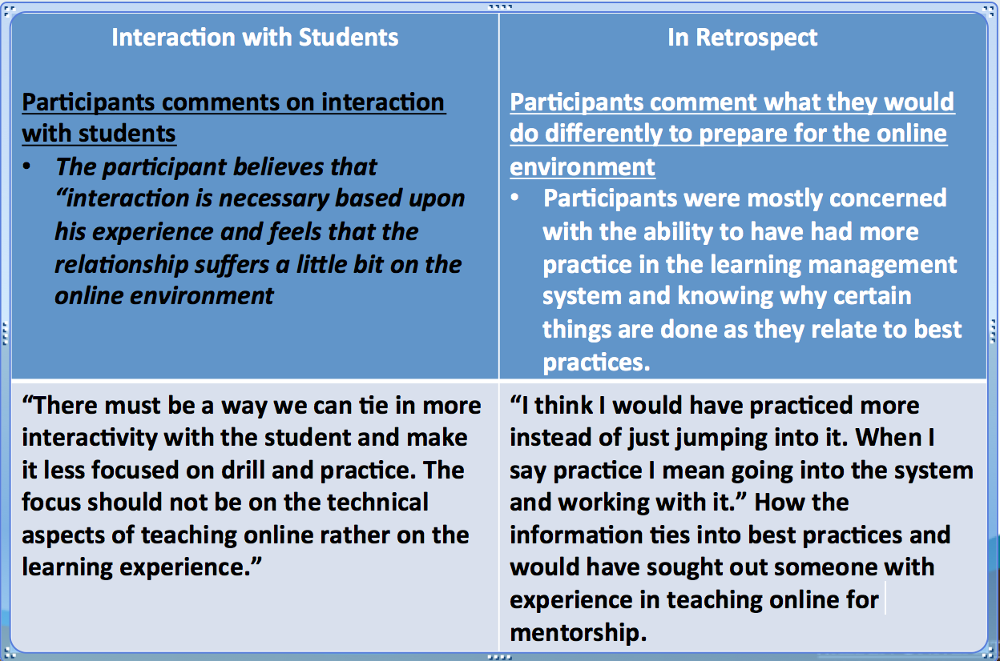 Interaction with Students
Participants comments on interaction
with students
• The participant believes that
“interaction is necessary based upon
his experience and feels that the
relationship suffers a little bit on the
online environment
In Retrospect
Participants comment what they would
do differently to prepare for the online
environment
• Participants were mostly concerned
with the ability to have had more
practice in the learning management
system and knowing why certain
things are done as they relate to best
practices.
“There must be a way we can tie in more
interactivity with the student and make
it less focused on drill and practice. The
focus should not be on the technical
aspects of teaching online rather on the
learning experience.”
“I think I would have practiced more
instead of just jumping into it. When I
say practice I mean going into the system
and working with it.” How the
information ties into best practices and
would have sought out someone with
experience in teaching online for
mentorship.